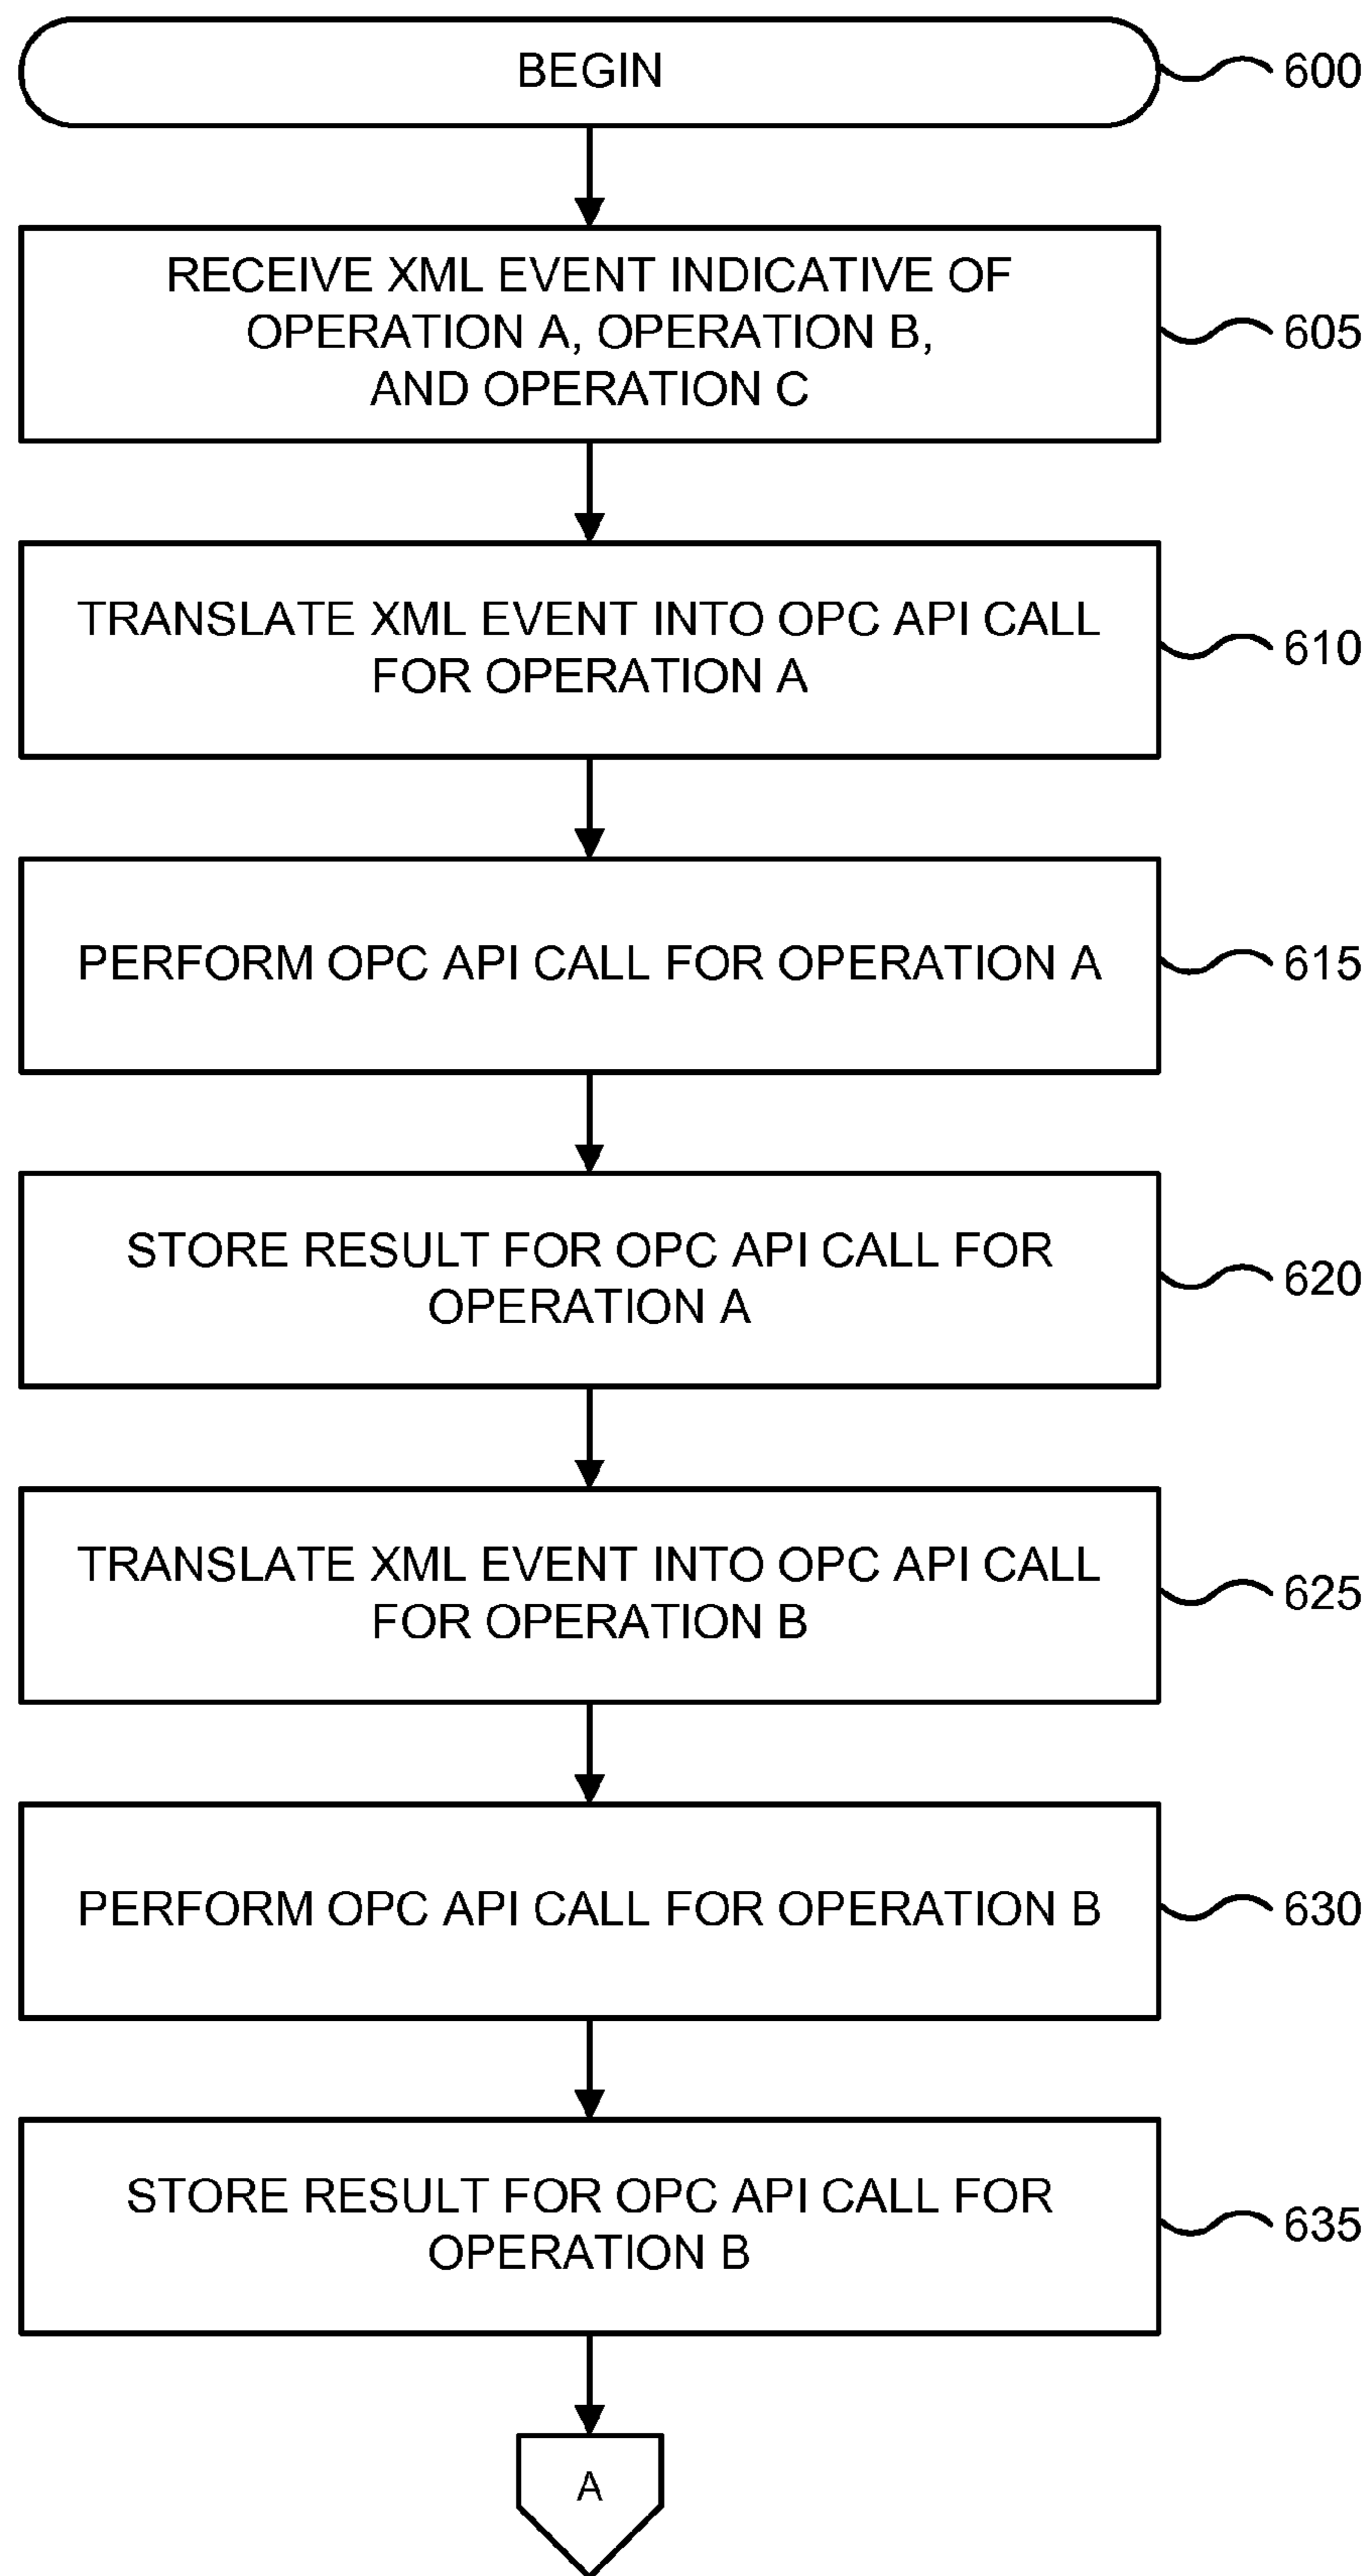 BEGIN
600
RECEIVE XML EVENT INDICATIVE OF
OPERATION A, OPERATION B,
AND OPERATION C
605
TRANSLATE XML EVENT INTO OPC API CALL
FOR OPERATION A
610
PERFORM OPC API CALL FOR OPERATION A
615
STORE RESULT FOR OPC API CALL FOR
OPERATION A
620
TRANSLATE XML EVENT INTO OPC API CALL
FOR OPERATION B
625
PERFORM OPC API CALL FOR OPERATION B
630
STORE RESULT FOR OPC API CALL FOR
OPERATION B
635
A